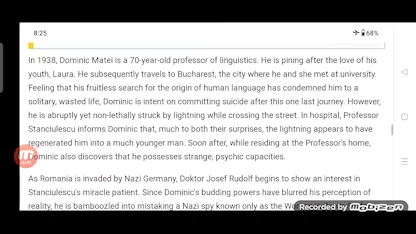 8:25
68%
In 1938, Dominic Matei is a 70-year-old professor of linguistics. He is pining after the love of his
youth, Laura. He subsequently travels to Bucharest, the city where he and she met at university.
Feeling that his fruitless search for the origin of human language has condemned him to a
solitary, wasted life, Dominic is intent on committing suicide after this one last journey. However,
he is abruptly yet non-lethally struck by lightning while crossing the street. In hospital, Professor
Stanciulescu informs Dominic that, much to both their surprises, the lightning appears to have
regenerated him into a much younger man. Soon after, while residing at the Professor's home,
Dominic also discovers that he possesses strange, psychic capacities.
As Romania is invaded by Nazi Germany, Doktor Josef Rudolf begins to show an interest in
Stanciulescu's miracle patient. Since Dominic's budding powers have blurred his perception of
reality, he is bamboozled into mistaking a Nazi spy known only as the
Recorded by Mobizen